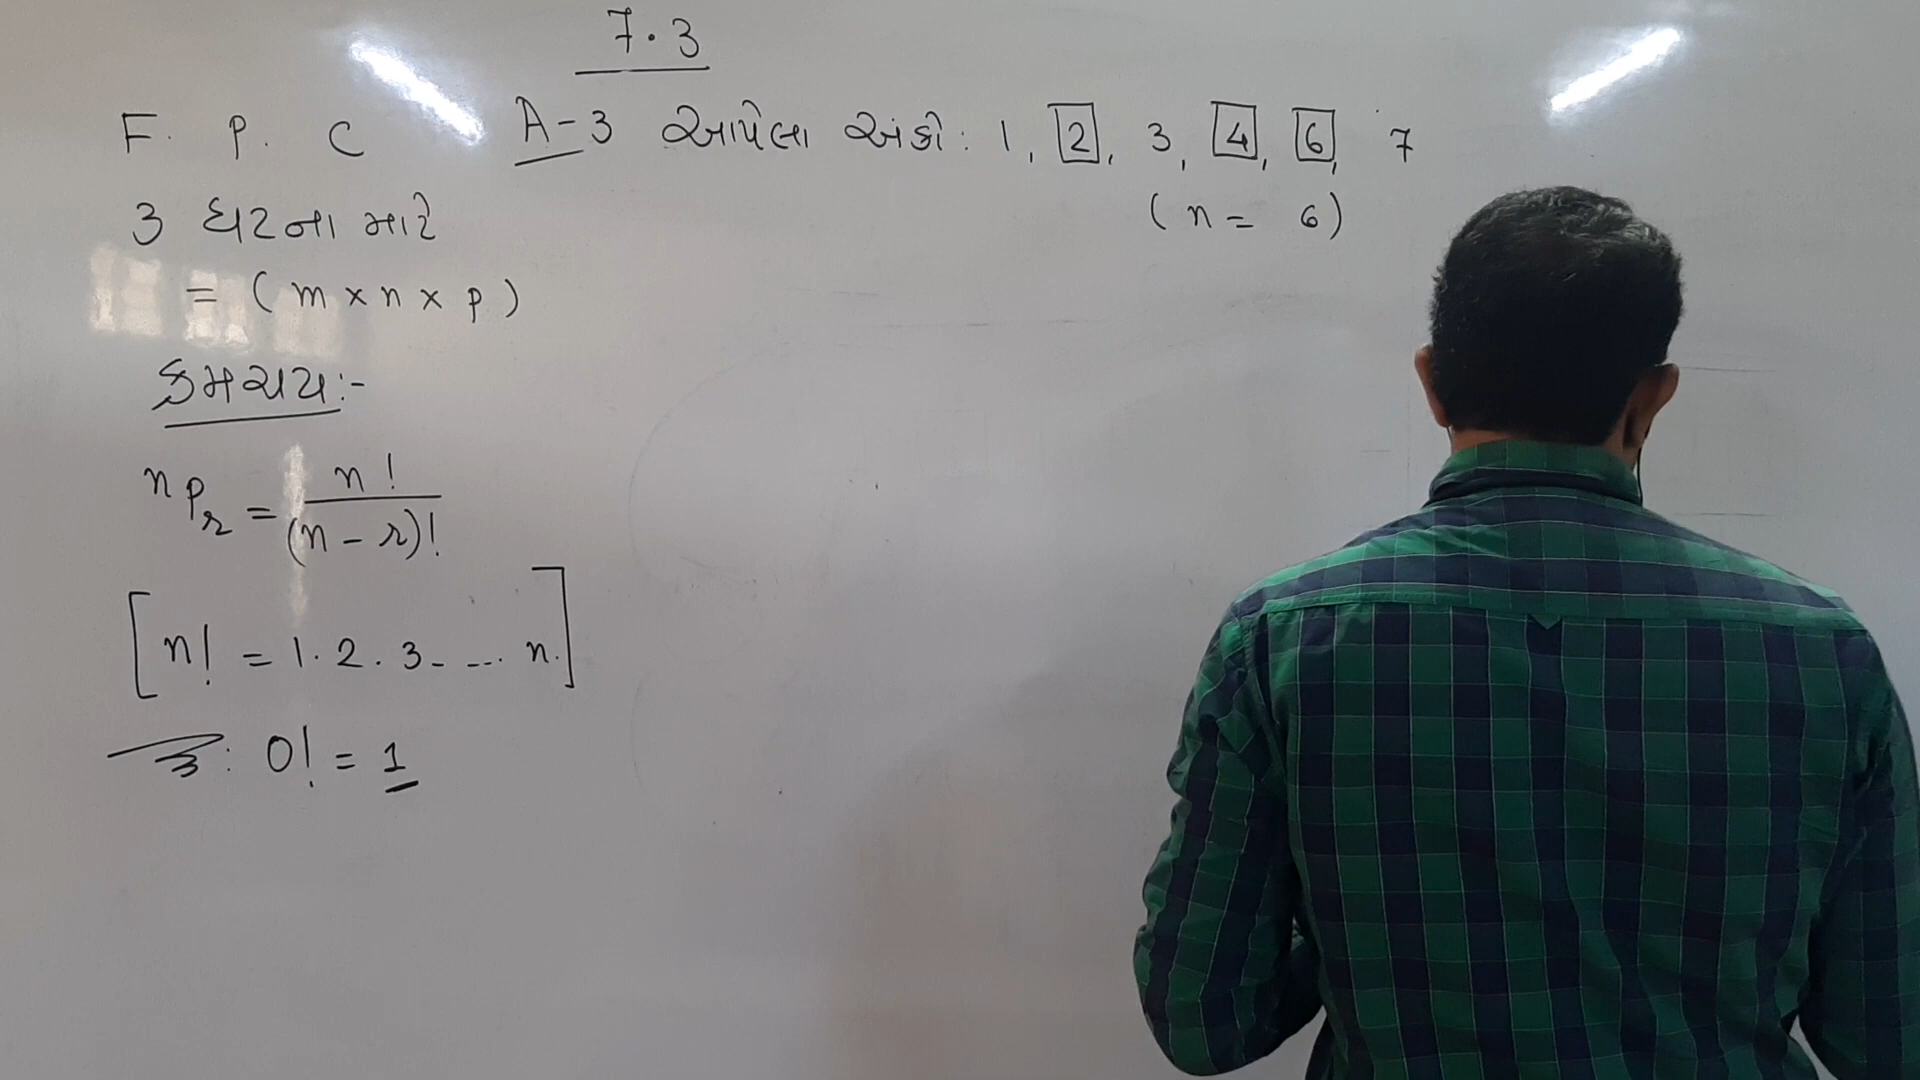 7.3
F. P. C
3 ઘટના માટે
= (m × n × p)
ક્રમચય:-
ⁿPᵣ = n! / (n - r)!
[n! = 1.2.3- -... n.]
: 0! = 1
A-3 આપેલા અંકો: 1, 2, 3, 4, 6, 7
(n = 6)